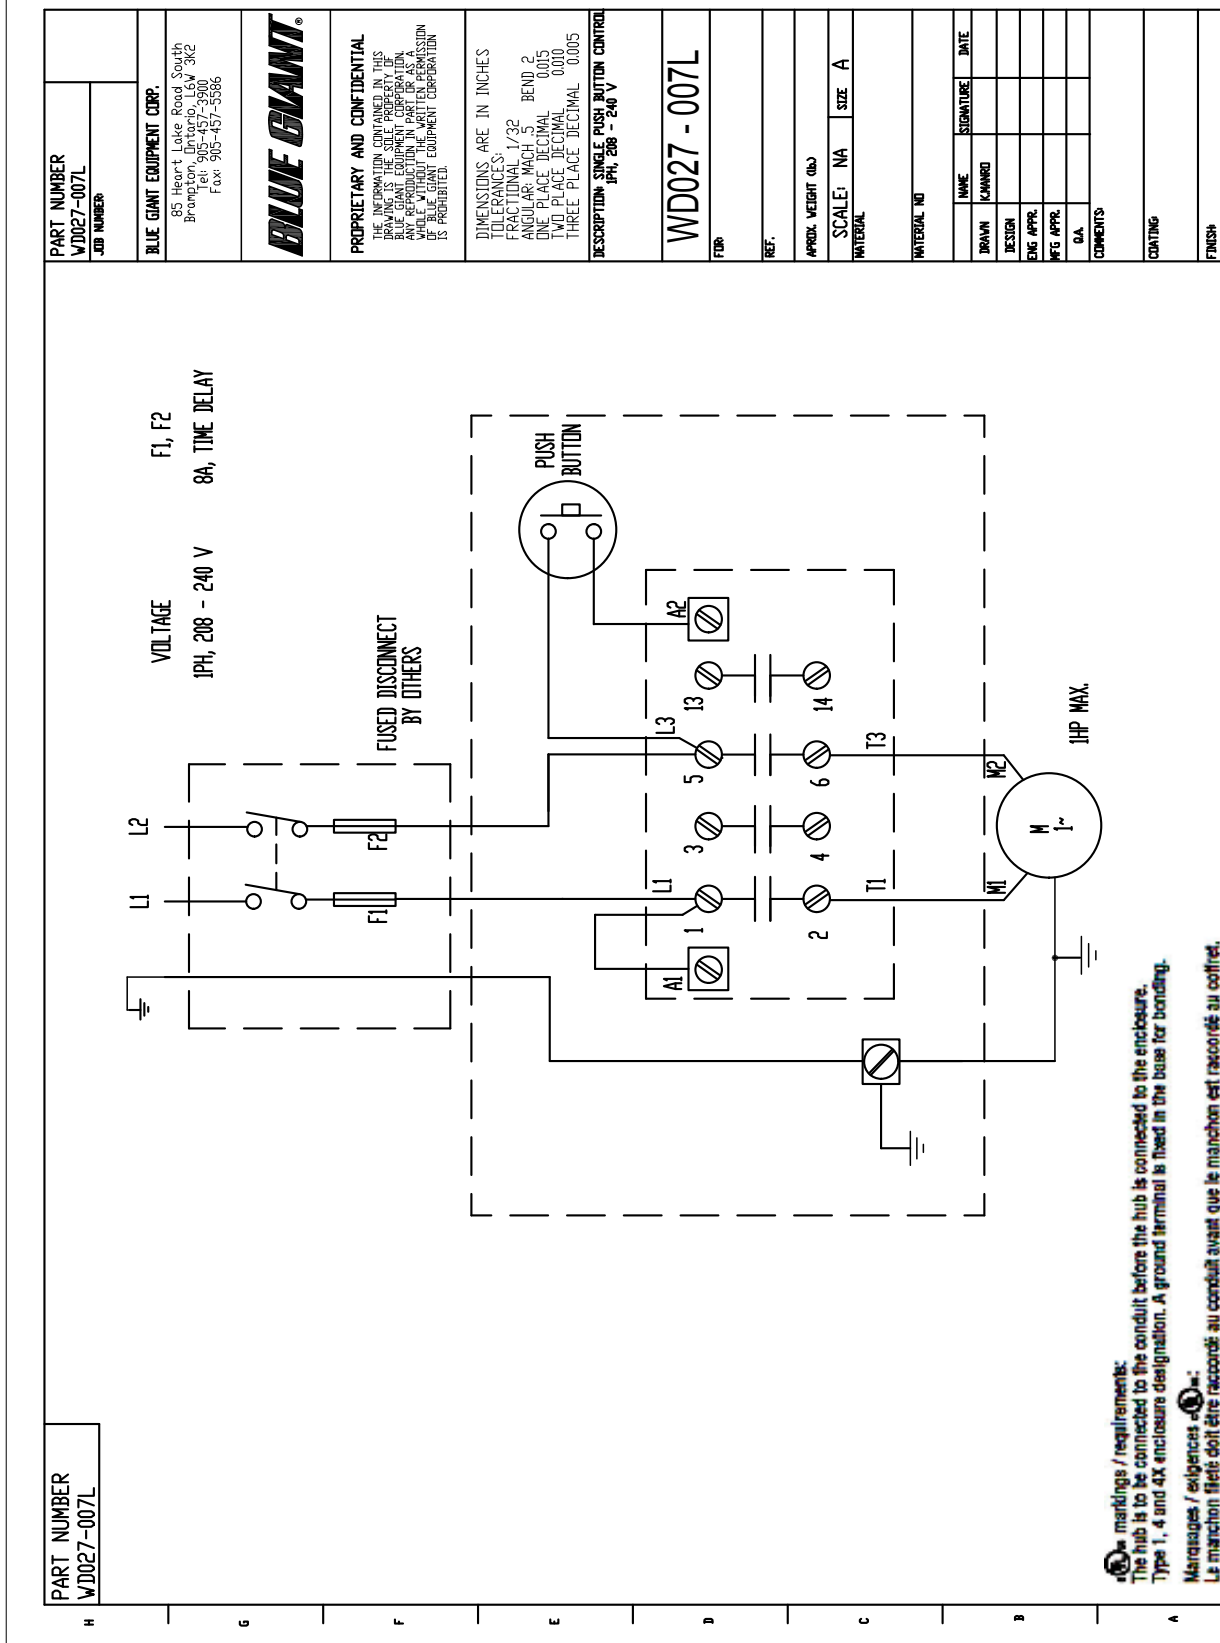 PART NUMBER
WD027-007L
PART NUMBER
WD027-007L
JOB NUMBER:
BLUE GIANT EQUIPMENT CORP.
85 Heart Lake Road South
Brampton, Ontario, L6W 3K2
Tel: 905-457-3900
Fax: 905-457-5586
BLUE GIANT®
PROPRIETARY AND CONFIDENTIAL
THE INFORMATION CONTAINED IN THIS
DRAWING IS THE SOLE PROPERTY OF
BLUE GIANT EQUIPMENT CORPORATION.
ANY REPRODUCTION IN PART OR AS A
WHOLE WITHOUT THE WRITTEN PERMISSION
OF BLUE GIANT EQUIPMENT CORPORATION
IS PROHIBITED.
DIMENSIONS ARE IN INCHES
TOLERANCES:
FRACTIONAL 1/32
ANGULAR: MACH .5 BEND 2
ONE PLACE DECIMAL 0.015
TWO PLACE DECIMAL 0.010
THREE PLACE DECIMAL 0.005
DESCRIPTION: SINGLE PUSH BUTTON CONTROL
1PH, 208 - 240 V
WD027 - 007L
FOR:
REF.
APROX. WEIGHT (lb.)
SCALE: NA
SIZE A
MATERIAL
MATERIAL NO
NAME SIGNATURE DATE
DRAWN K.MANRO
DESIGN
ENG APPR.
MFG APPR.
Q.A.
COMMENTS:
COATING:
FINISH:
VOLTAGE F1, F2
1PH, 208 - 240 V 8A, TIME DELAY
L1 L2
FUSED DISCONNECT
BY OTHERS
F1 F2
PUSH
BUTTON
A1 L1 L3 A2
1 3 5 13
2 4 6 14
T1 T3
M1 M2
M
1~
1HP MAX.
cULus markings / requirements:
The hub is to be connected to the conduit before the hub is connected to the enclosure.
Type 1, 4 and 4X enclosure designation. A ground terminal is fixed in the base for bonding.
Marquages / exigences cULus:
Le manchon fileté doit être raccordé au conduit avant que le manchon est raccordé au coffret.
H
G
F
E
D
C
B
A